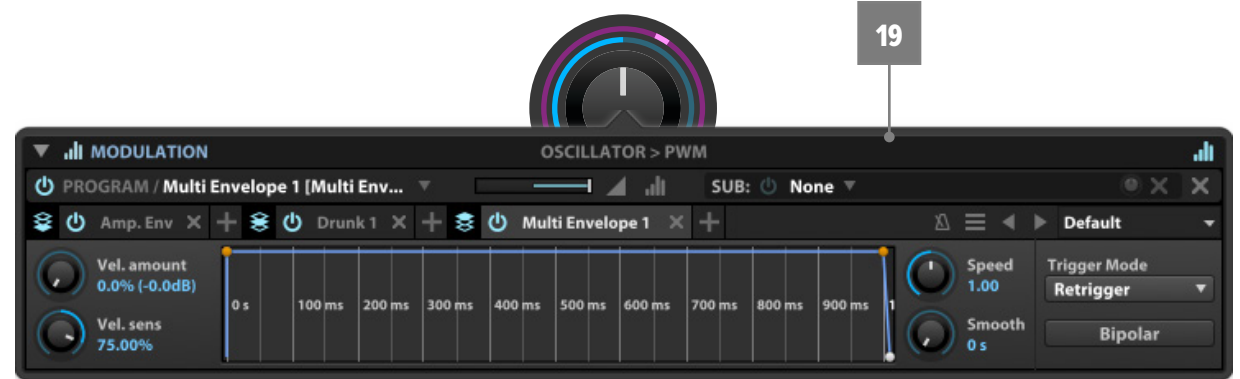 19
MODULATION OSCILLATOR > PWM
PROGRAM / Multi Envelope 1 [Multi Env... SUB: None
Amp. Env Drunk 1 Multi Envelope 1 Default
Vel. amount
0.0% (-0.0dB)
Vel. sens
75.00%
0 s 100 ms 200 ms 300 ms 400 ms 500 ms 600 ms 700 ms 800 ms 900 ms 1
Speed
1.00
Smooth
0 s
Trigger Mode
Retrigger
Bipolar